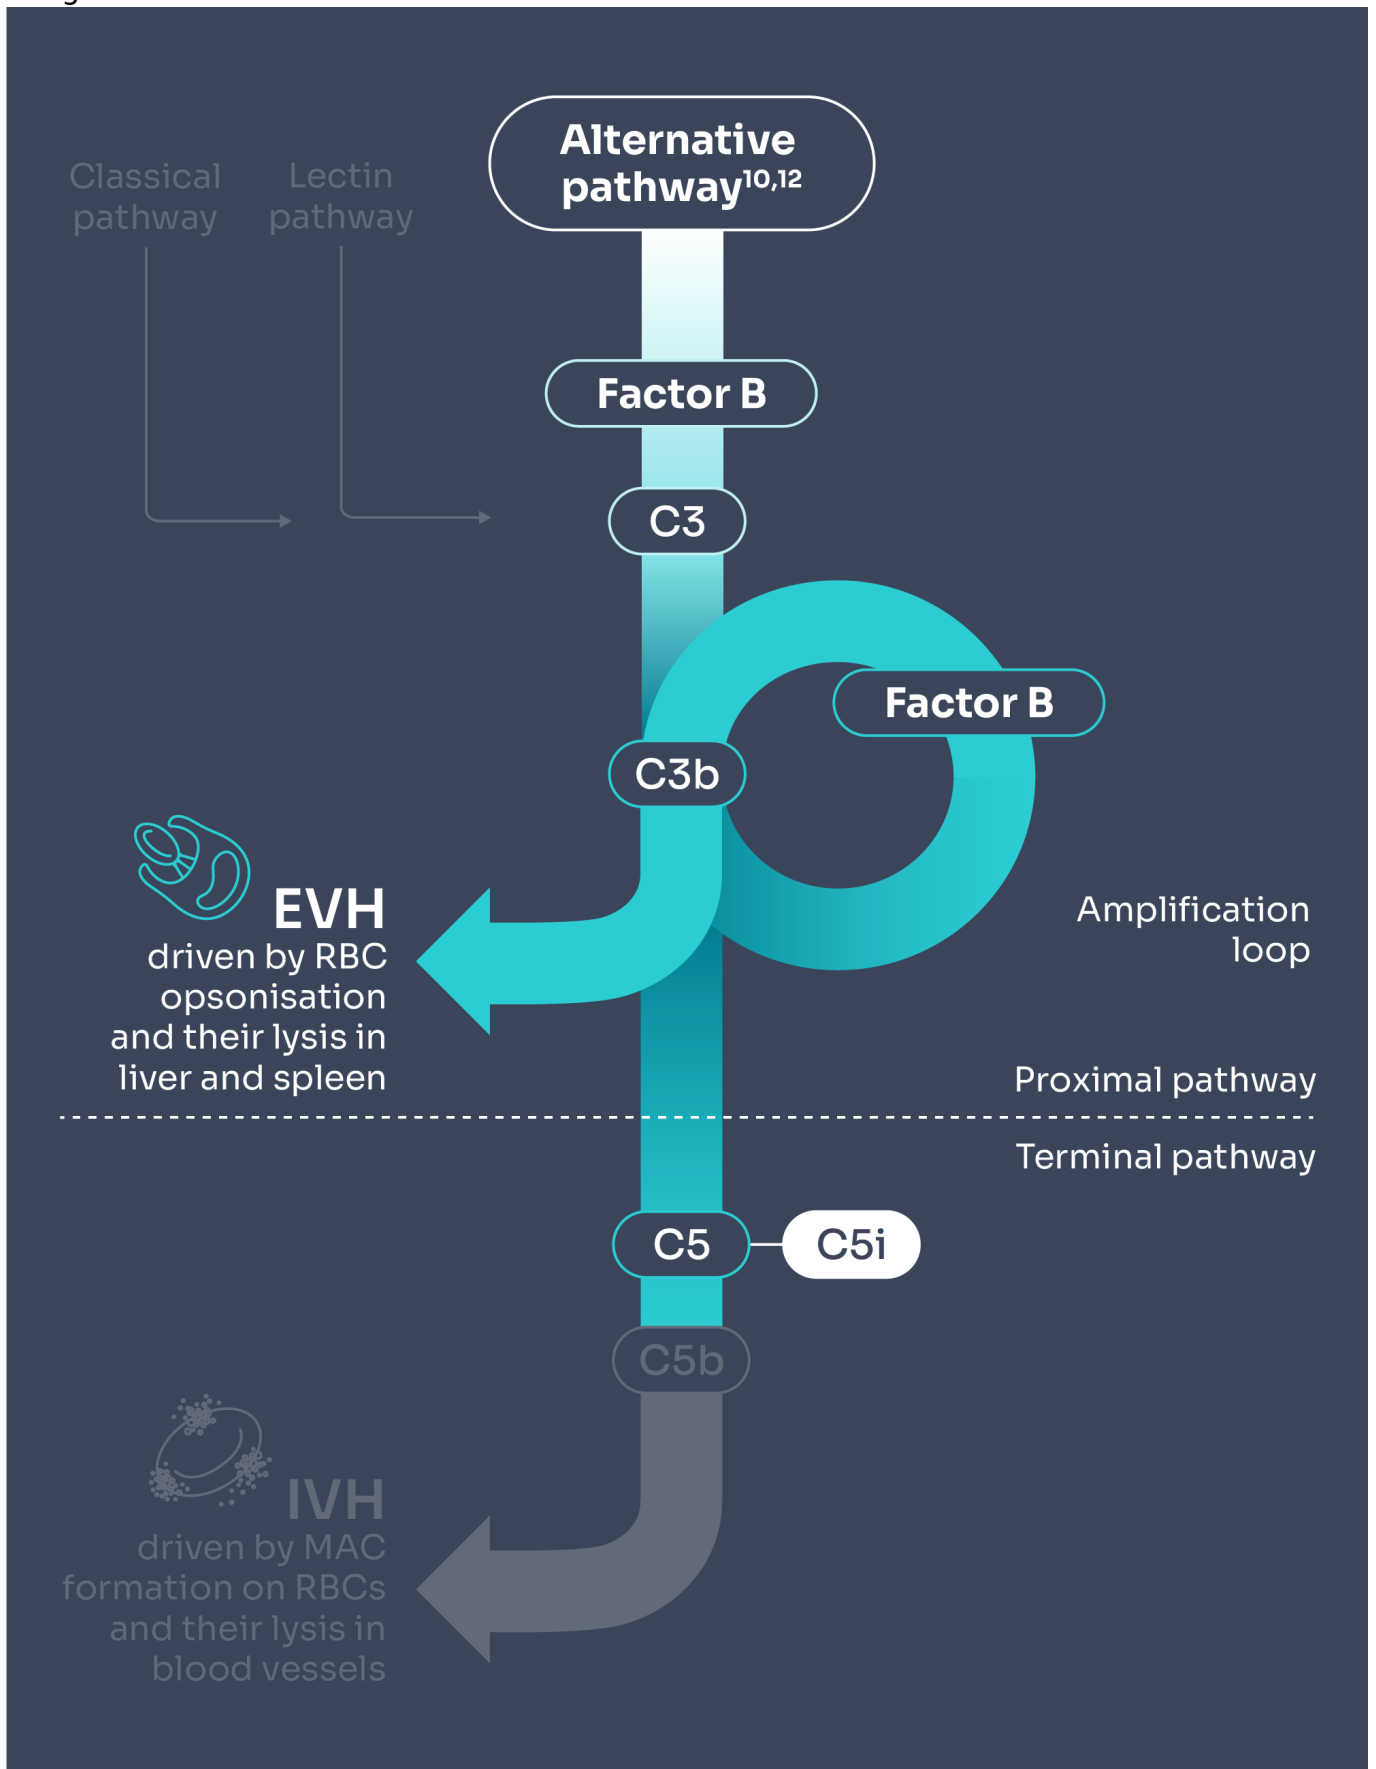 Classical
pathway
Lectin
pathway
Alternative
pathway10,12
Factor B
C3
Factor B
C3b
EVH
driven by RBC
opsonisation
and their lysis in
liver and spleen
Amplification
loop
Proximal pathway
Terminal pathway
C5
C5i
C5b
IVH
driven by MAC
formation on RBCs
and their lysis in
blood vessels